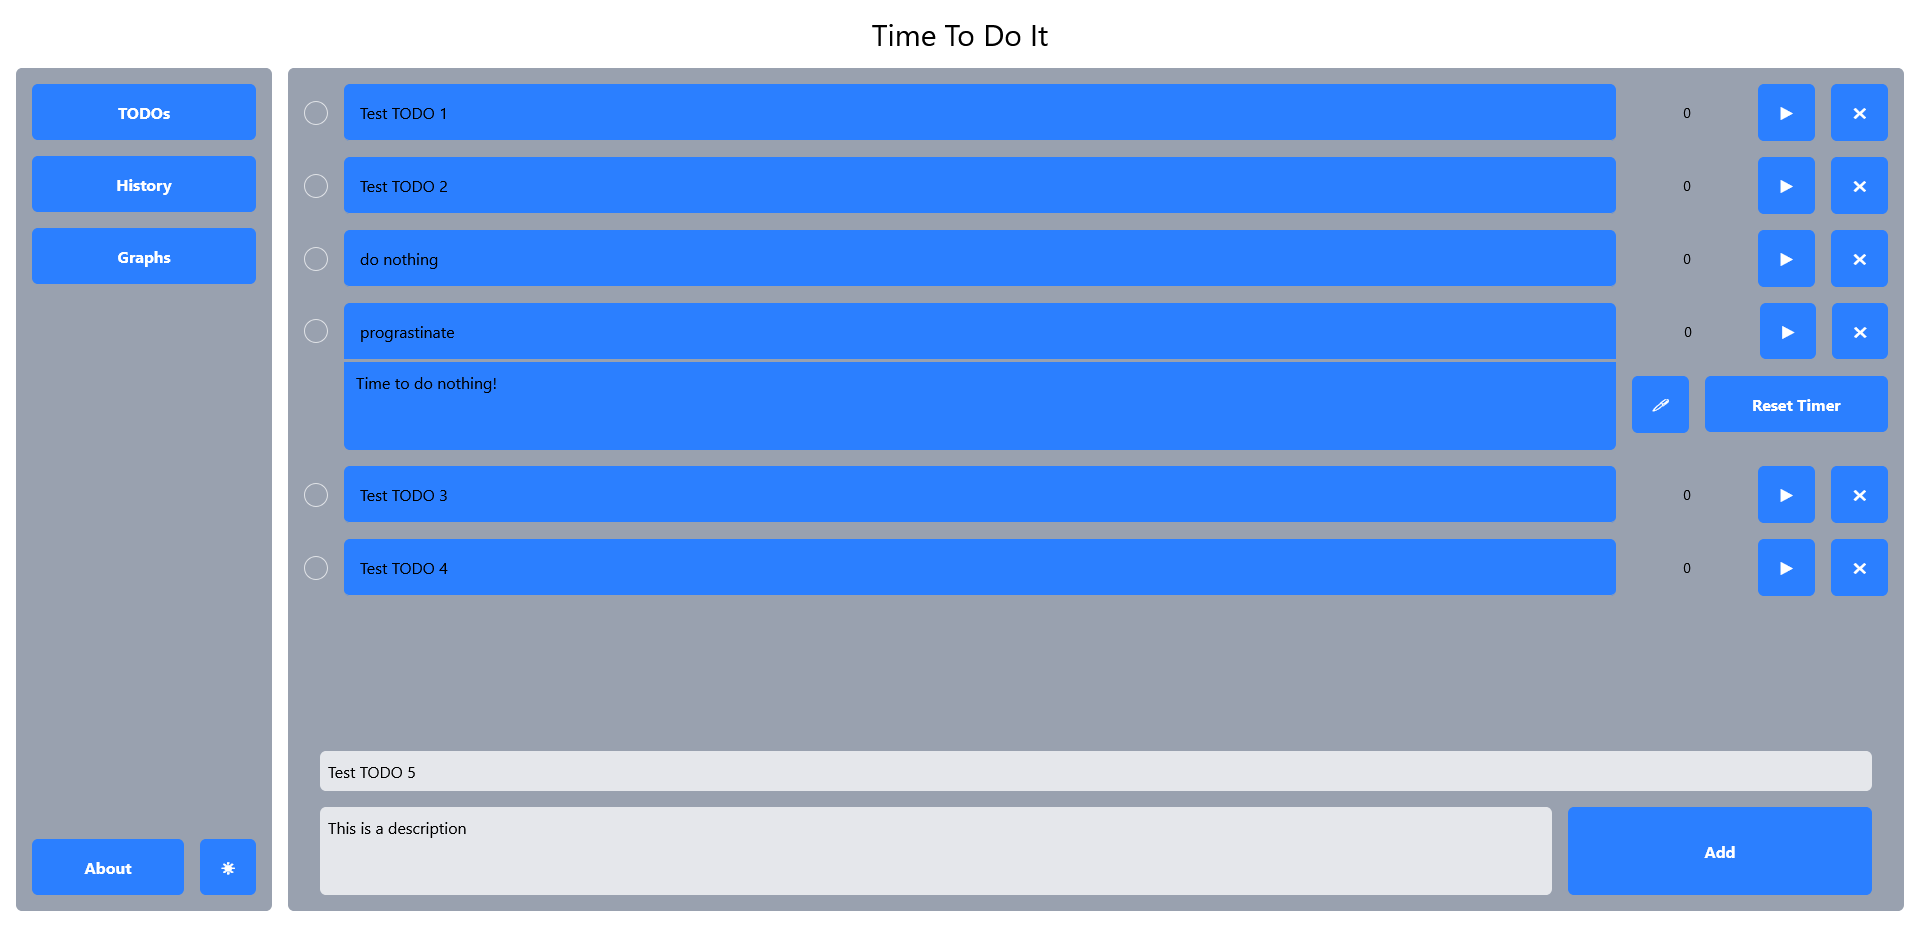 Time To Do It
TODOs
History
Graphs
About
Test TODO 1
0
Test TODO 2
0
do nothing
0
prograstinate
0
Time to do nothing!
Reset Timer
Test TODO 3
0
Test TODO 4
0
Test TODO 5
This is a description
Add